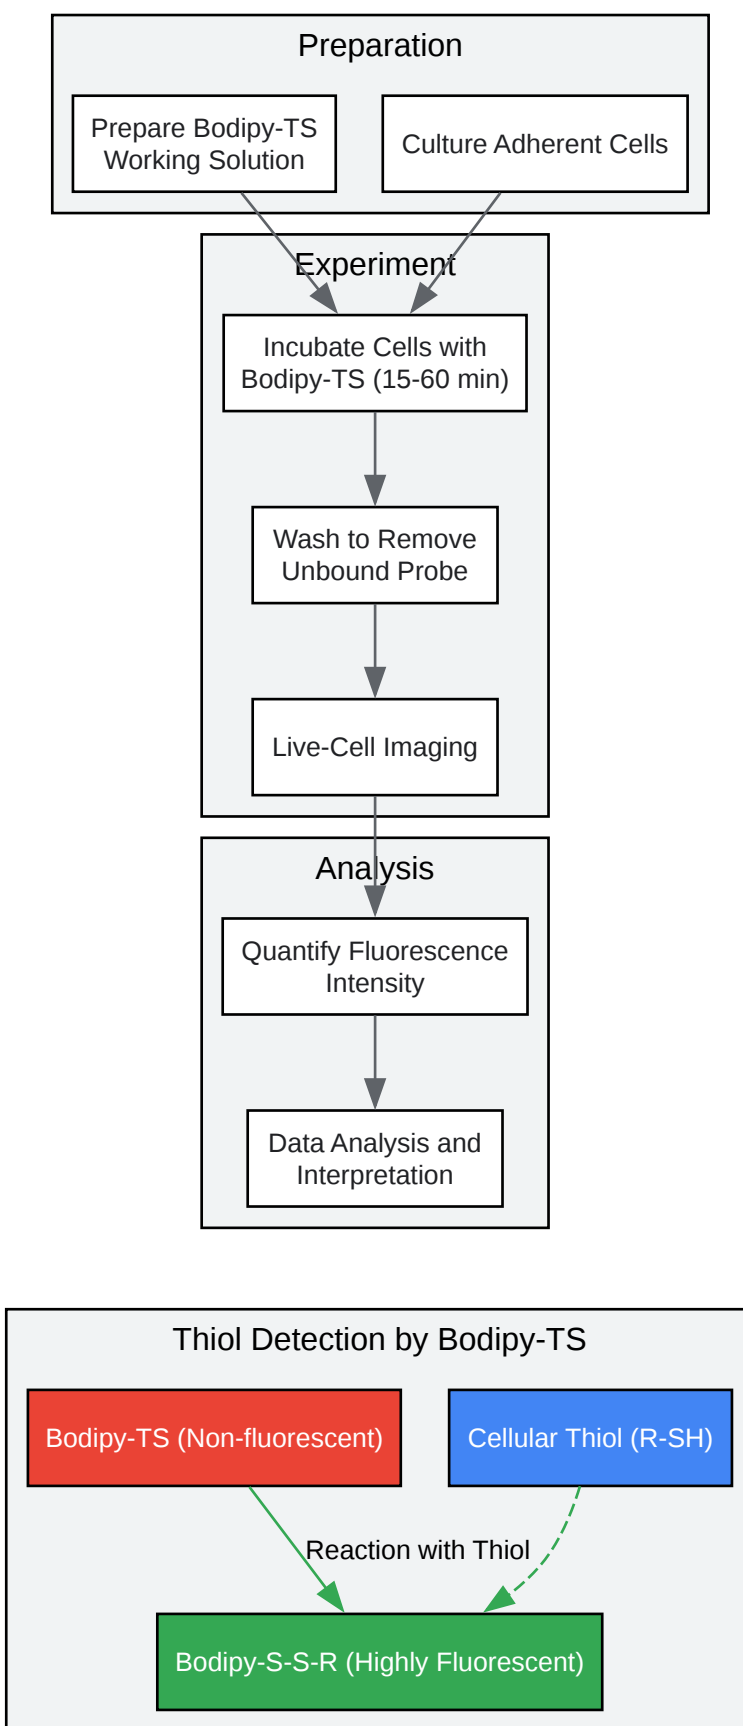 Preparation
Prepare Bodipy-TS
Working Solution
Culture Adherent Cells
Experiment
Incubate Cells with
Bodipy-TS (15-60 min)
Wash to Remove
Unbound Probe
Live-Cell Imaging
Analysis
Quantify Fluorescence
Intensity
Data Analysis and
Interpretation
Thiol Detection by Bodipy-TS
Bodipy-TS (Non-fluorescent)
Cellular Thiol (R-SH)
Reaction with Thiol
Bodipy-S-S-R (Highly Fluorescent)